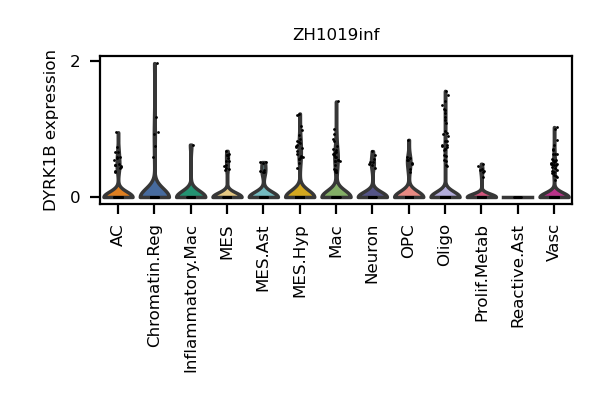 ZH1019inf
DYRK1B expression
2
0
AC
Chromatin.Reg
Inflammatory.Mac
MES
MES.Ast
MES.Hyp
Mac
Neuron
OPC
Oligo
Prolif.Metab
Reactive.Ast
Vasc